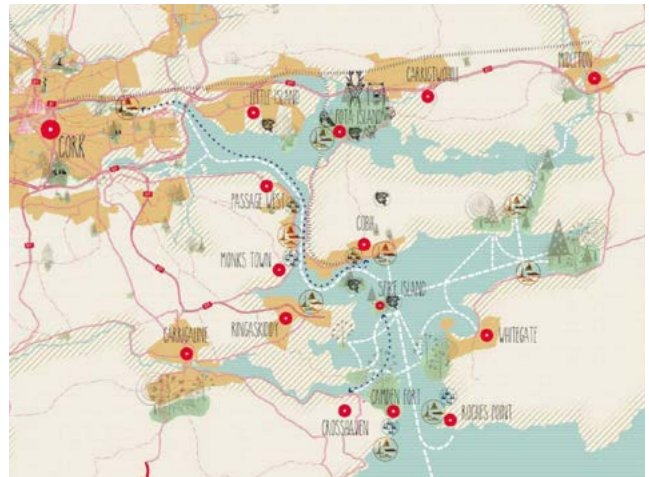 MIDLETON
CARRIGTWOHILL
LITTLE ISLAND
FOTA ISLAND
CORK
PASSAGE WEST
COBH
MONKS TOWN
SPIKE ISLAND
RINGASKIDDY
WHITEGATE
CARRIGALINE
CAMDEN FORT
ROCHES POINT
CROSSHAVEN